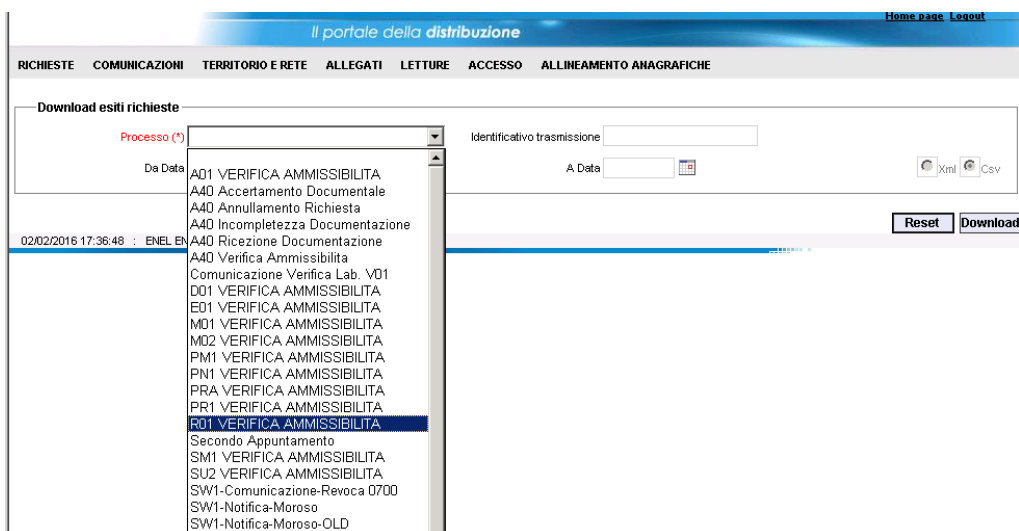 Home page Logout
Il portale della distribuzione
RICHIESTE COMUNICAZIONI TERRITORIO E RETE ALLEGATI LETTURE ACCESSO ALLINEAMENTO ANAGRAFICHE
Download esiti richieste
Processo (*) Identificativo trasmissione
Da Data A Data Xml Csv
A01 VERIFICA AMMISSIBILITA
A40 Accertamento Documentale
A40 Annullamento Richiesta
A40 Incompletezza Documentazione
A40 Ricezione Documentazione
A40 Verifica Ammissibilita
Comunicazione Verifica Lab. V01
D01 VERIFICA AMMISSIBILITA
E01 VERIFICA AMMISSIBILITA
M01 VERIFICA AMMISSIBILITA
M02 VERIFICA AMMISSIBILITA
PM1 VERIFICA AMMISSIBILITA
PN1 VERIFICA AMMISSIBILITA
PRA VERIFICA AMMISSIBILITA
PR1 VERIFICA AMMISSIBILITA
R01 VERIFICA AMMISSIBILITA
Secondo Appuntamento
SM1 VERIFICA AMMISSIBILITA
SU2 VERIFICA AMMISSIBILITA
SW1-Comunicazione-Revoca 0700
SW1-Notifica-Moroso
SW1-Notifica-Moroso-OLD
Reset Download
02/02/2016 17:36:48 : ENEL EN